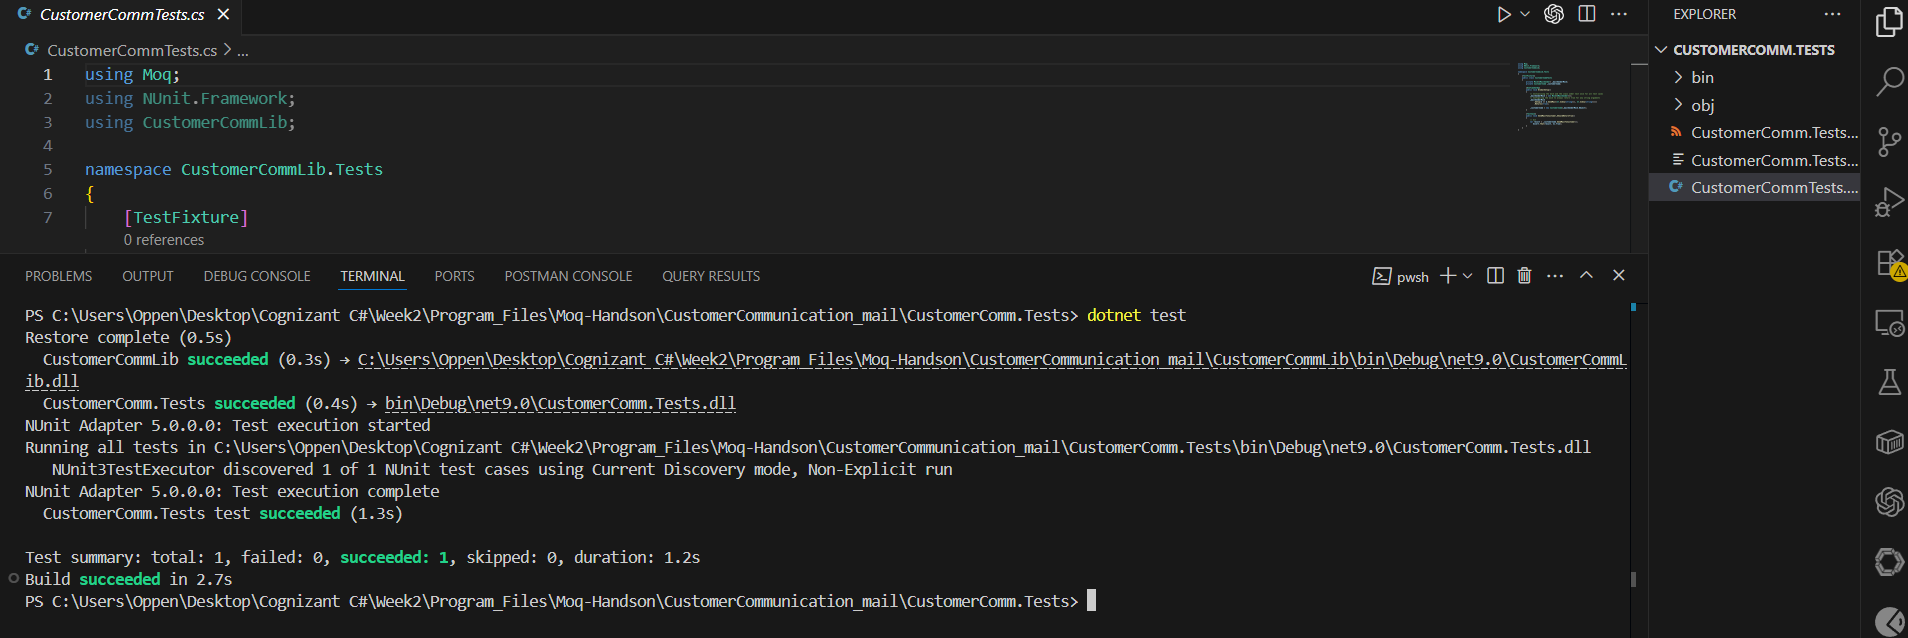 CustomerCommTests.cs
CustomerCommTests.cs > ...
1 using Moq;
2 using NUnit.Framework;
3 using CustomerCommLib;
4
5 namespace CustomerCommLib.Tests
6 {
7 [TestFixture]
0 references
PROBLEMS OUTPUT DEBUG CONSOLE TERMINAL PORTS POSTMAN CONSOLE QUERY RESULTS
pwsh
PS C:\Users\Oppen\Desktop\Cognizant C#\Week2\Program_Files\Moq-Handson\CustomerCommunication_mail\CustomerComm.Tests> dotnet test
Restore complete (0.5s)
CustomerCommLib succeeded (0.3s) → C:\Users\Oppen\Desktop\Cognizant C#\Week2\Program_Files\Moq-Handson\CustomerCommunication_mail\CustomerCommLib\bin\Debug\net9.0\CustomerCommL
ib.dll
CustomerComm.Tests succeeded (0.4s) → bin\Debug\net9.0\CustomerComm.Tests.dll
NUnit Adapter 5.0.0.0: Test execution started
Running all tests in C:\Users\Oppen\Desktop\Cognizant C#\Week2\Program_Files\Moq-Handson\CustomerCommunication_mail\CustomerComm.Tests\bin\Debug\net9.0\CustomerComm.Tests.dll
NUnit3TestExecutor discovered 1 of 1 NUnit test cases using Current Discovery mode, Non-Explicit run
NUnit Adapter 5.0.0.0: Test execution complete
CustomerComm.Tests test succeeded (1.3s)
Test summary: total: 1, failed: 0, succeeded: 1, skipped: 0, duration: 1.2s
Build succeeded in 2.7s
PS C:\Users\Oppen\Desktop\Cognizant C#\Week2\Program_Files\Moq-Handson\CustomerCommunication_mail\CustomerComm.Tests>
EXPLORER
CUSTOMERCOMM.TESTS
bin
obj
CustomerComm.Tests...
CustomerComm.Tests...
CustomerCommTests....